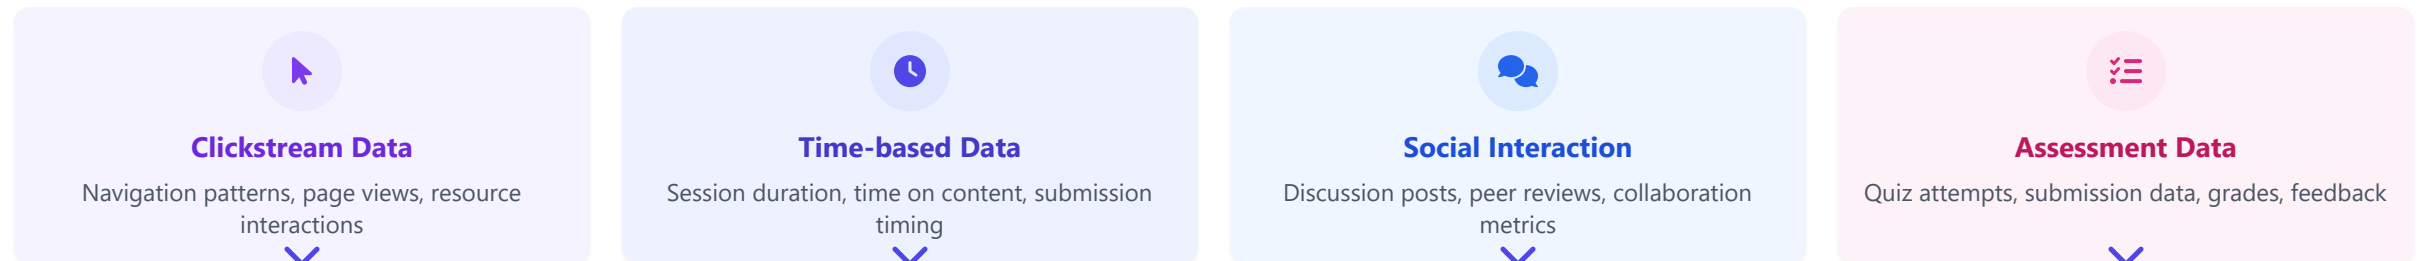 Clickstream Data
Navigation patterns, page views, resource
interactions
Time-based Data
Session duration, time on content, submission
timing
Social Interaction
Discussion posts, peer reviews, collaboration
metrics
Assessment Data
Quiz attempts, submission data, grades, feedback